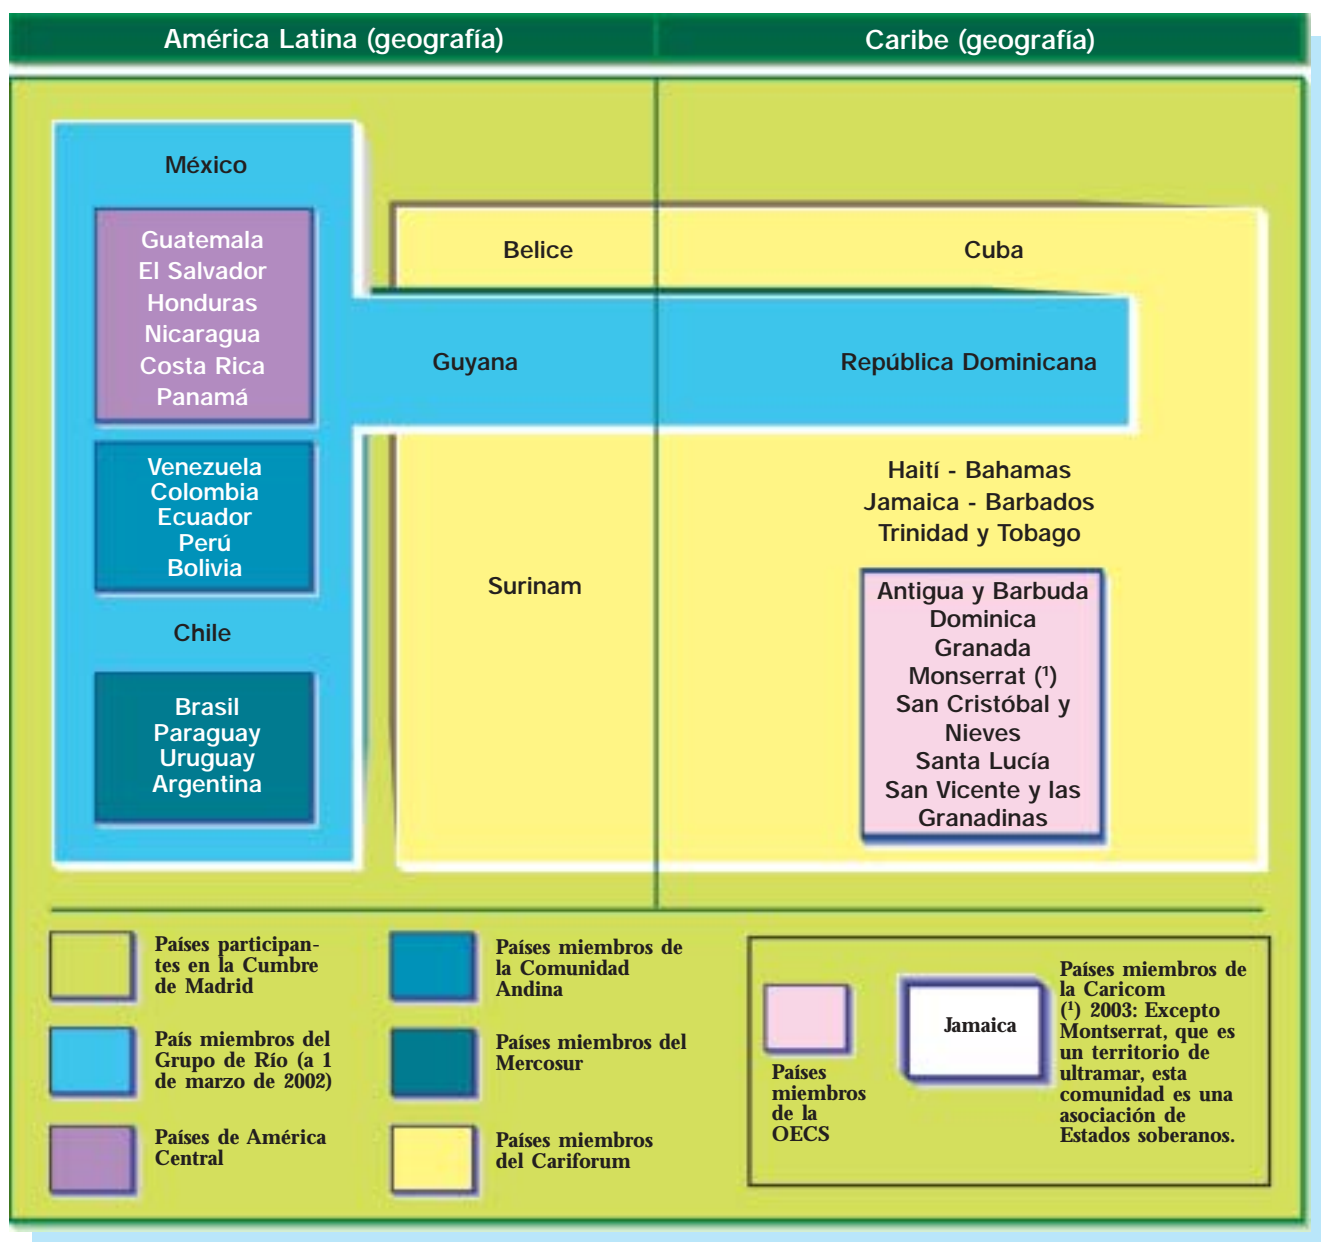 América Latina (geografía)
Caribe (geografía)
México
Guatemala
El Salvador
Honduras
Nicaragua
Costa Rica
Panamá
Venezuela
Colombia
Ecuador
Perú
Bolivia
Chile
Brasil
Paraguay
Uruguay
Argentina
Belice
Guyana
Surinam
Cuba
República Dominicana
Haití - Bahamas
Jamaica - Barbados
Trinidad y Tobago
Antigua y Barbuda
Dominica
Granada
Monserrat (¹)
San Cristóbal y
Nieves
Santa Lucía
San Vicente y las
Granadinas
Países participan-
tes en la Cumbre
de Madrid
País miembros del
Grupo de Río (a 1
de marzo de 2002)
Países de América
Central
Países miembros de
la Comunidad
Andina
Países miembros del
Mercosur
Países miembros
del Cariforum
Países
miembros
de la
OECS
Jamaica
Países miembros de
la Caricom
(¹) 2003: Excepto
Montserrat, que es
un territorio de
ultramar, esta
comunidad es una
asociación de
Estados soberanos.